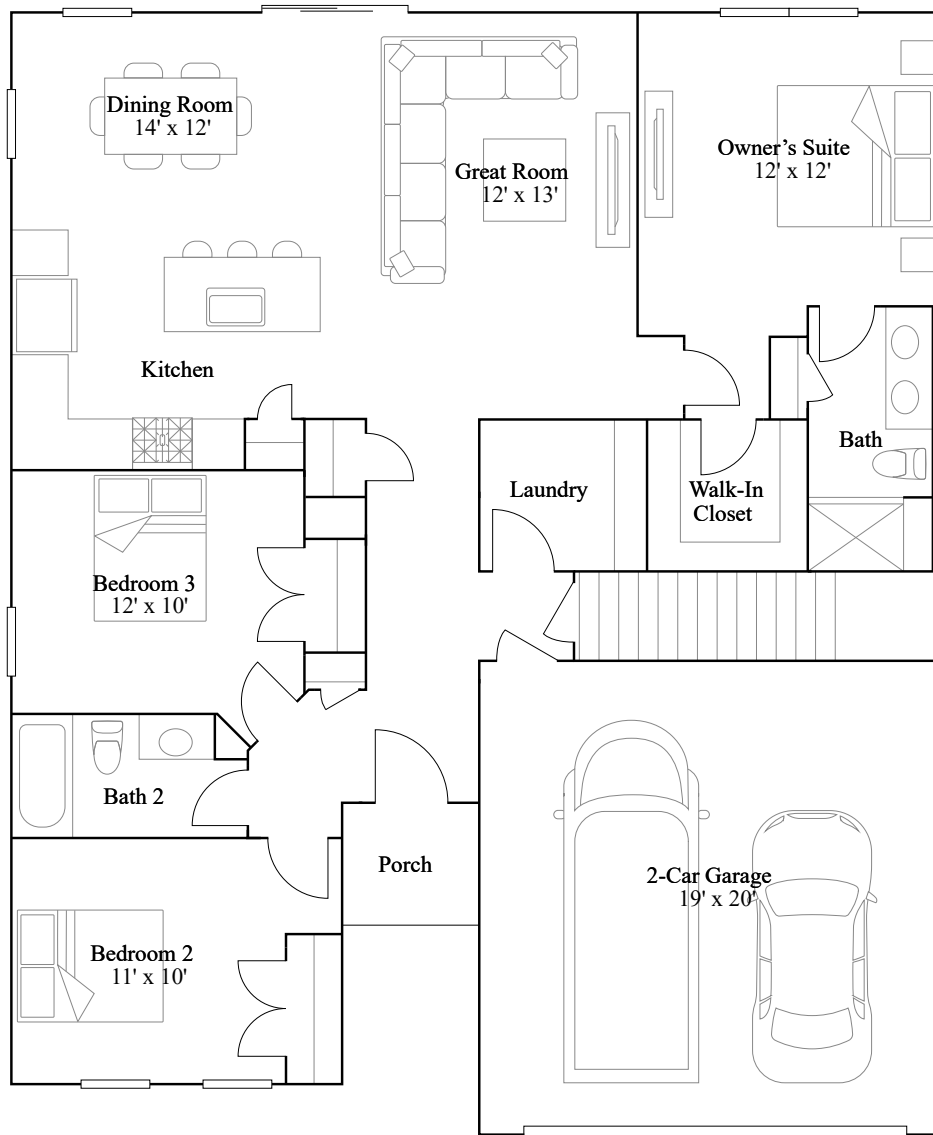 Dining Room
14' x 12'
Great Room
12' x 13'
Owner’s Suite
12' x 12'
Kitchen
Bath
Laundry
Walk-In
Closet
Bedroom 3
12' x 10'
Bath 2
Porch
2-Car Garage
19' x 20'
Bedroom 2
11' x 10'